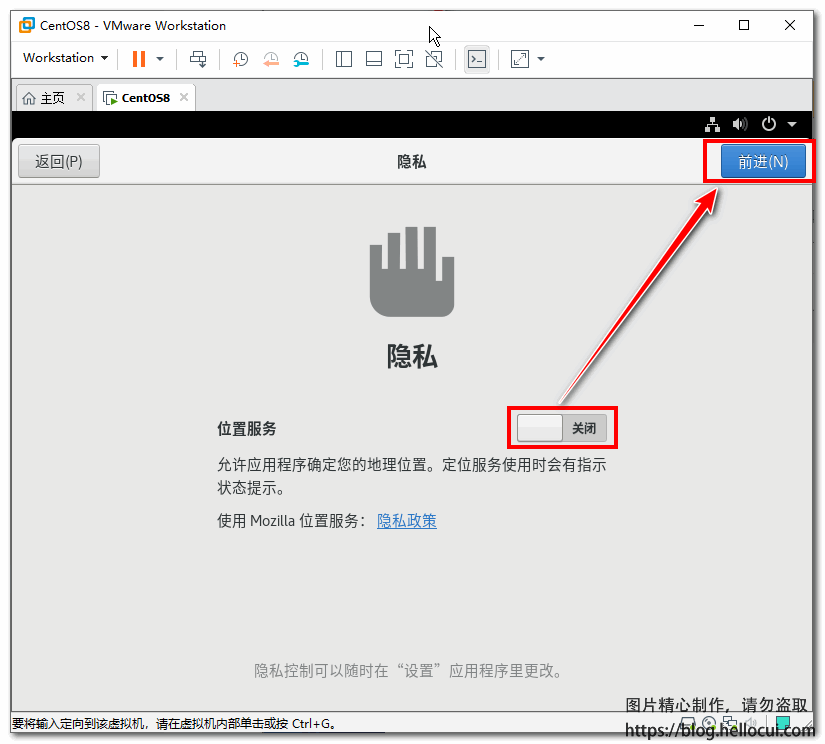 CentOS8 - VMware Workstation
Workstation
主页
CentOS8
返回(P)
隐私
前进(N)
隐私
位置服务
关闭
允许应用程序确定您的地理位置。定位服务使用时会有指示
状态提示。
使用 Mozilla 位置服务： 隐私政策
隐私控制可以随时在“设置”应用程序里更改。
图片精心制作，请勿盗取
要将输入定向到该虚拟机，请在虚拟机内部单击或按 Ctrl+G。
https://blog.hellocui.com